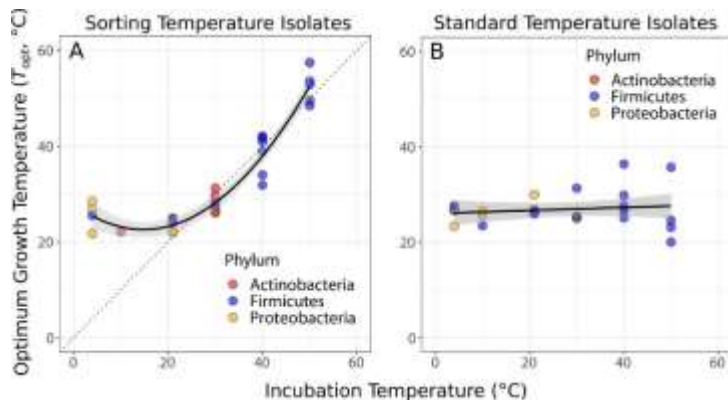 Sorting Temperature Isolates
Standard Temperature Isolates
Optimum Growth Temperature (Topt, °C)
A
60
40
20
0
Phylum
Actinobacteria
Firmicutes
Proteobacteria
0
20
40
60
B
60
40
20
0
Phylum
Actinobacteria
Firmicutes
Proteobacteria
0
20
40
60
Incubation Temperature (°C)